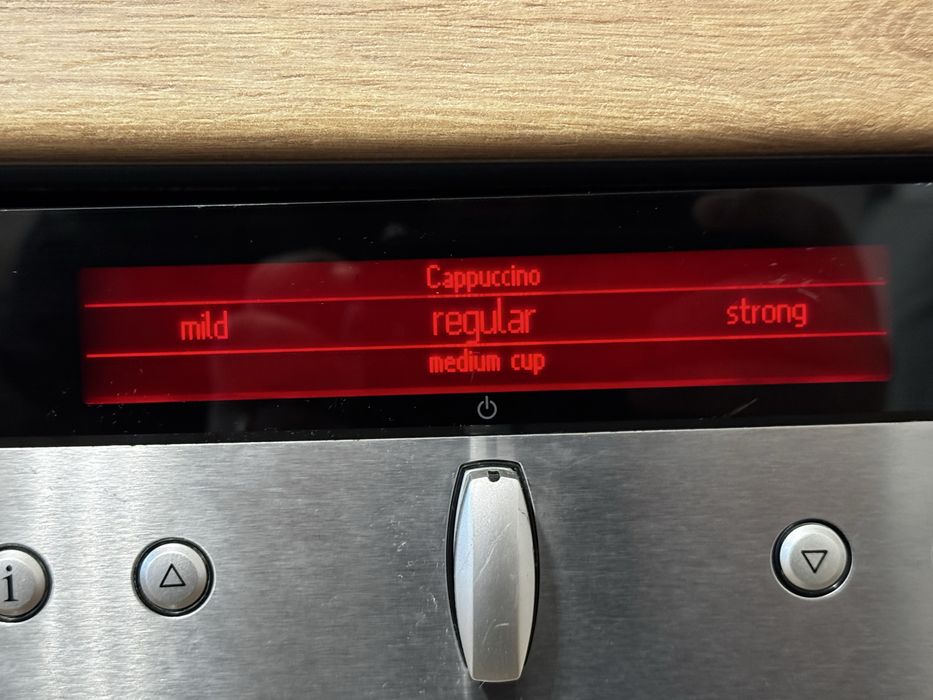 Cappuccino
mild regular strong
medium cup
i